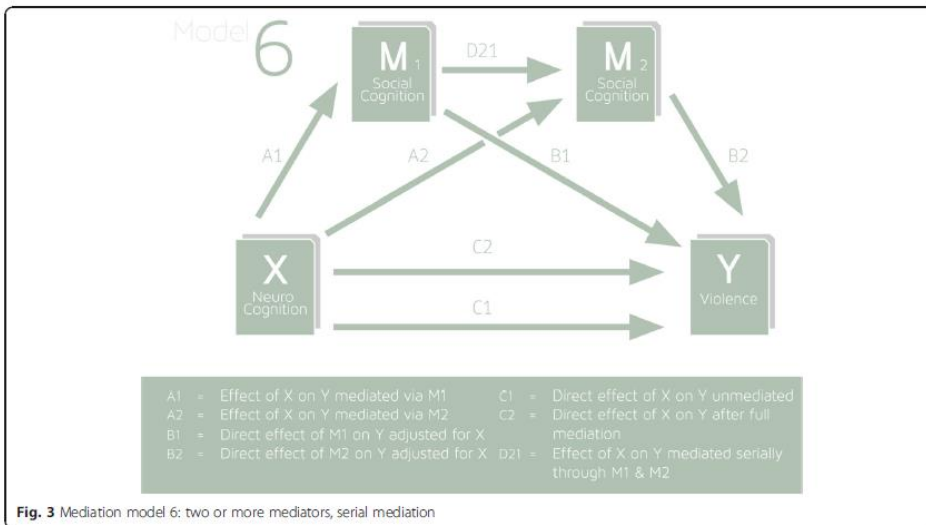 Model 6
M 1
Social
Cognition
D21
M 2
Social
Cognition
A1
A2
B1
B2
X
Neuro
Cognition
C2
C1
Y
Violence
A1 = Effect of X on Y mediated via M1
A2 = Effect of X on Y mediated via M2
B1 = Direct effect of M1 on Y adjusted for X
B2 = Direct effect of M2 on Y adjusted for X
C1 = Direct effect of X on Y unmediated
C2 = Direct effect of X on Y after full
mediation
D21 = Effect of X on Y mediated serially
through M1 & M2
Fig. 3 Mediation model 6: two or more mediators, serial mediation